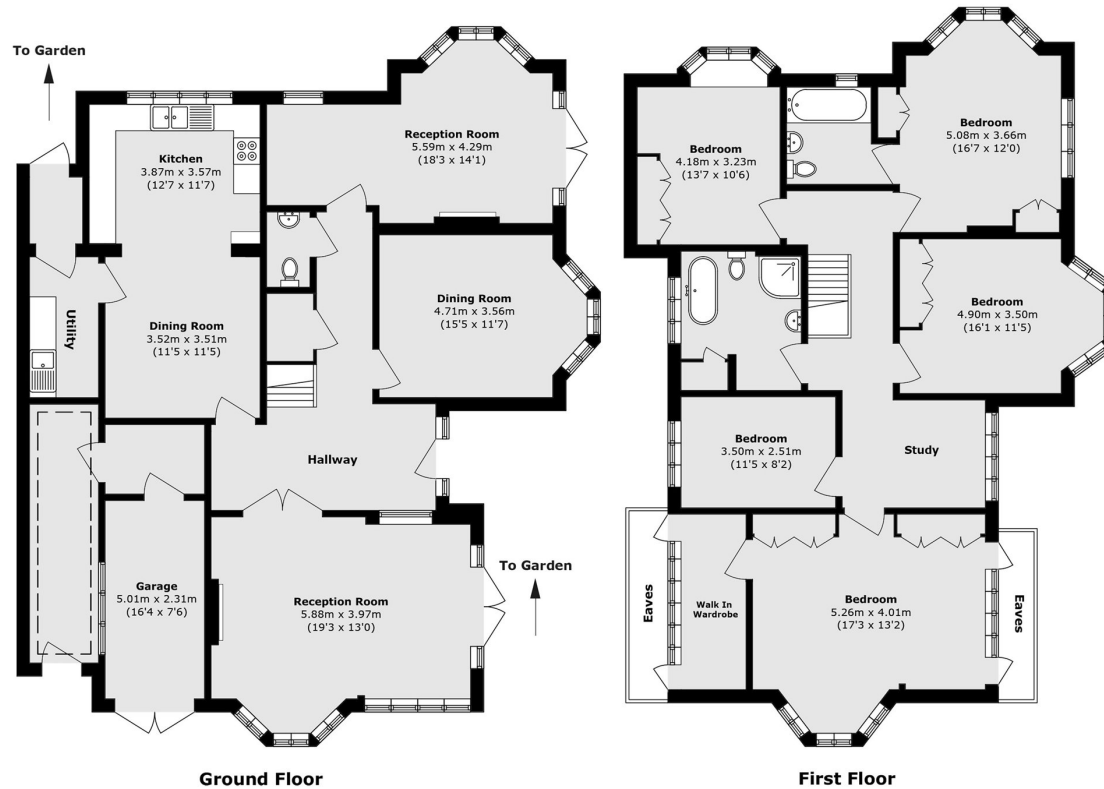 To Garden
Kitchen
3.87m x 3.57m
(12'7 x 11'7)
Reception Room
5.59m x 4.29m
(18'3 x 14'1)
Utility
Dining Room
3.52m x 3.51m
(11'5 x 11'5)
Dining Room
4.71m x 3.56m
(15'5 x 11'7)
Hallway
Garage
5.01m x 2.31m
(16'4 x 7'6)
Reception Room
5.88m x 3.97m
(19'3 x 13'0)
To Garden
Ground Floor
Bedroom
4.18m x 3.23m
(13'7 x 10'6)
Bedroom
5.08m x 3.66m
(16'7 x 12'0)
Bedroom
4.90m x 3.50m
(16'1 x 11'5)
Bedroom
3.50m x 2.51m
(11'5 x 8'2)
Study
Eaves
Walk In
Wardrobe
Bedroom
5.26m x 4.01m
(17'3 x 13'2)
Eaves
First Floor